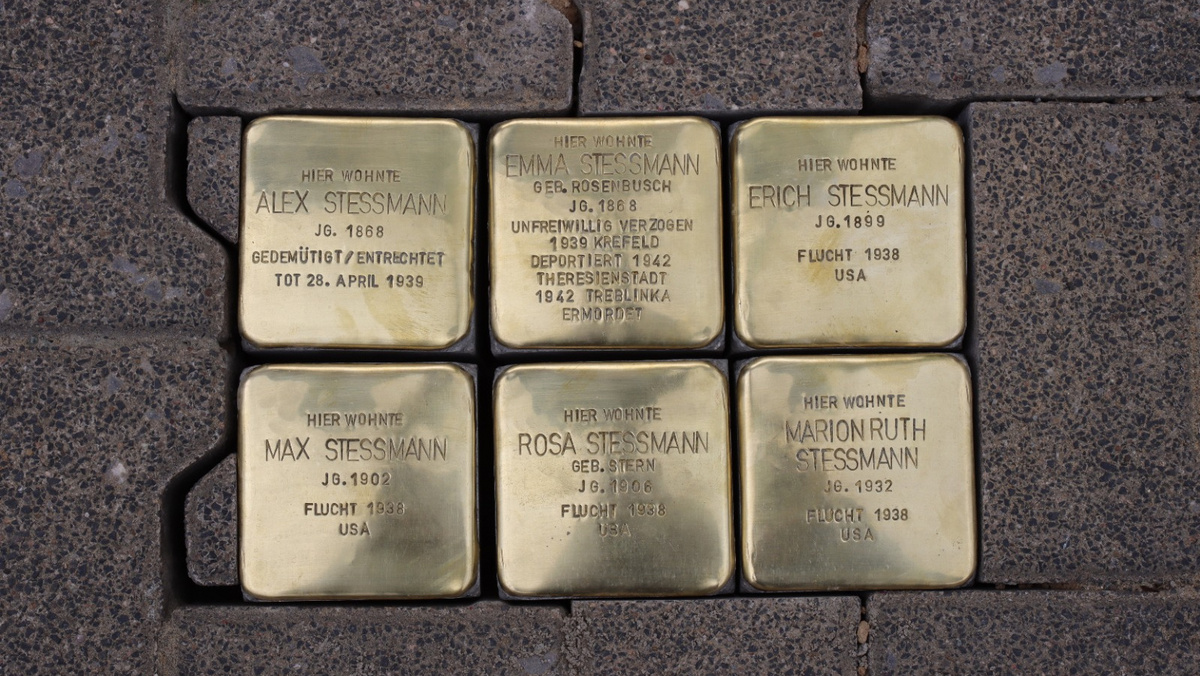 HIER WOHNTE
ALEX STESSMANN
JG. 1868
GEDEMÜTIGT/ENTRECHTET
TOT 28. APRIL 1939
HIER WOHNTE
EMMA STESSMANN
GEB. ROSENBUSCH
JG. 1868
UNFREIWILLIG VERZOGEN
1939 KREFELD
DEPORTIERT 1942
THERESIENSTADT
1942 TREBLINKA
ERMORDET
HIER WOHNTE
ERICH STESSMANN
JG. 1899
FLUCHT 1938
USA
HIER WOHNTE
MAX STESSMANN
JG. 1902
FLUCHT 1938
USA
HIER WOHNTE
ROSA STESSMANN
GEB. STERN
JG. 1906
FLUCHT 1938
USA
HIER WOHNTE
MARION RUTH
STESSMANN
JG. 1932
FLUCHT 1938
USA